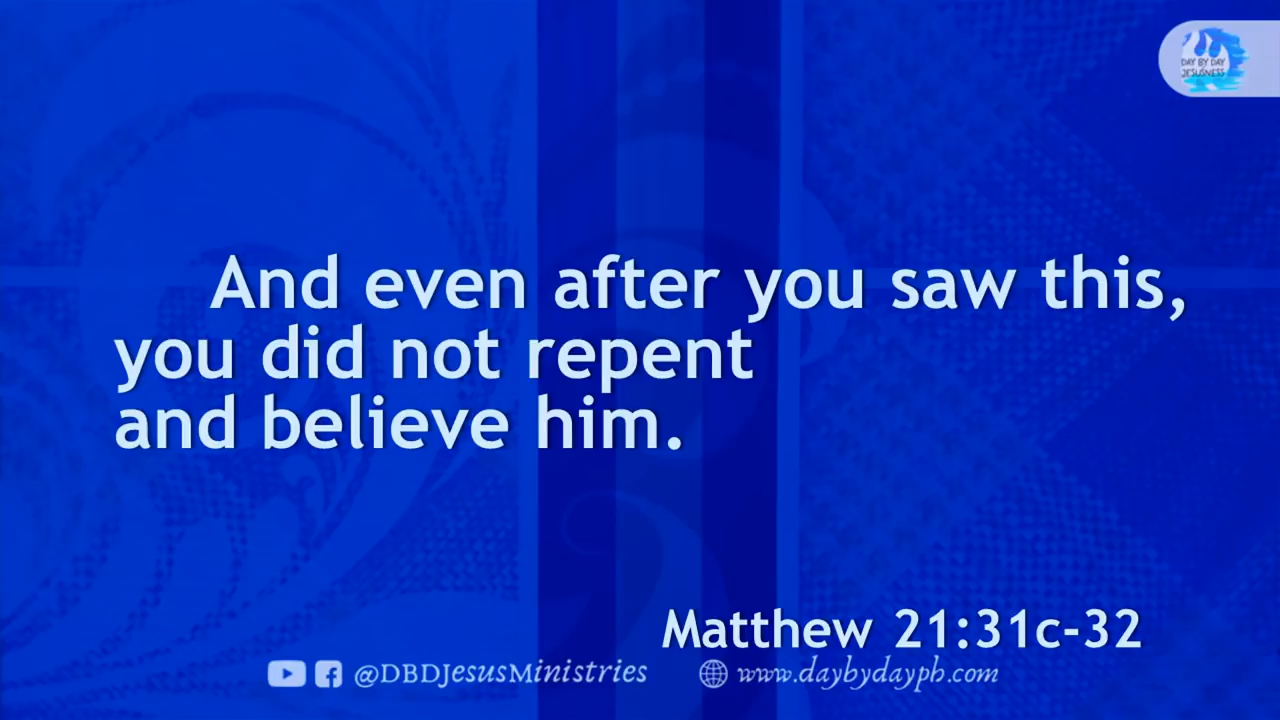 DAY BY DAY
JESUSNESS
And even after you saw this,
you did not repent
and believe him.
Matthew 21:31c-32
@DBDJesusMinistries www.daybydayph.com